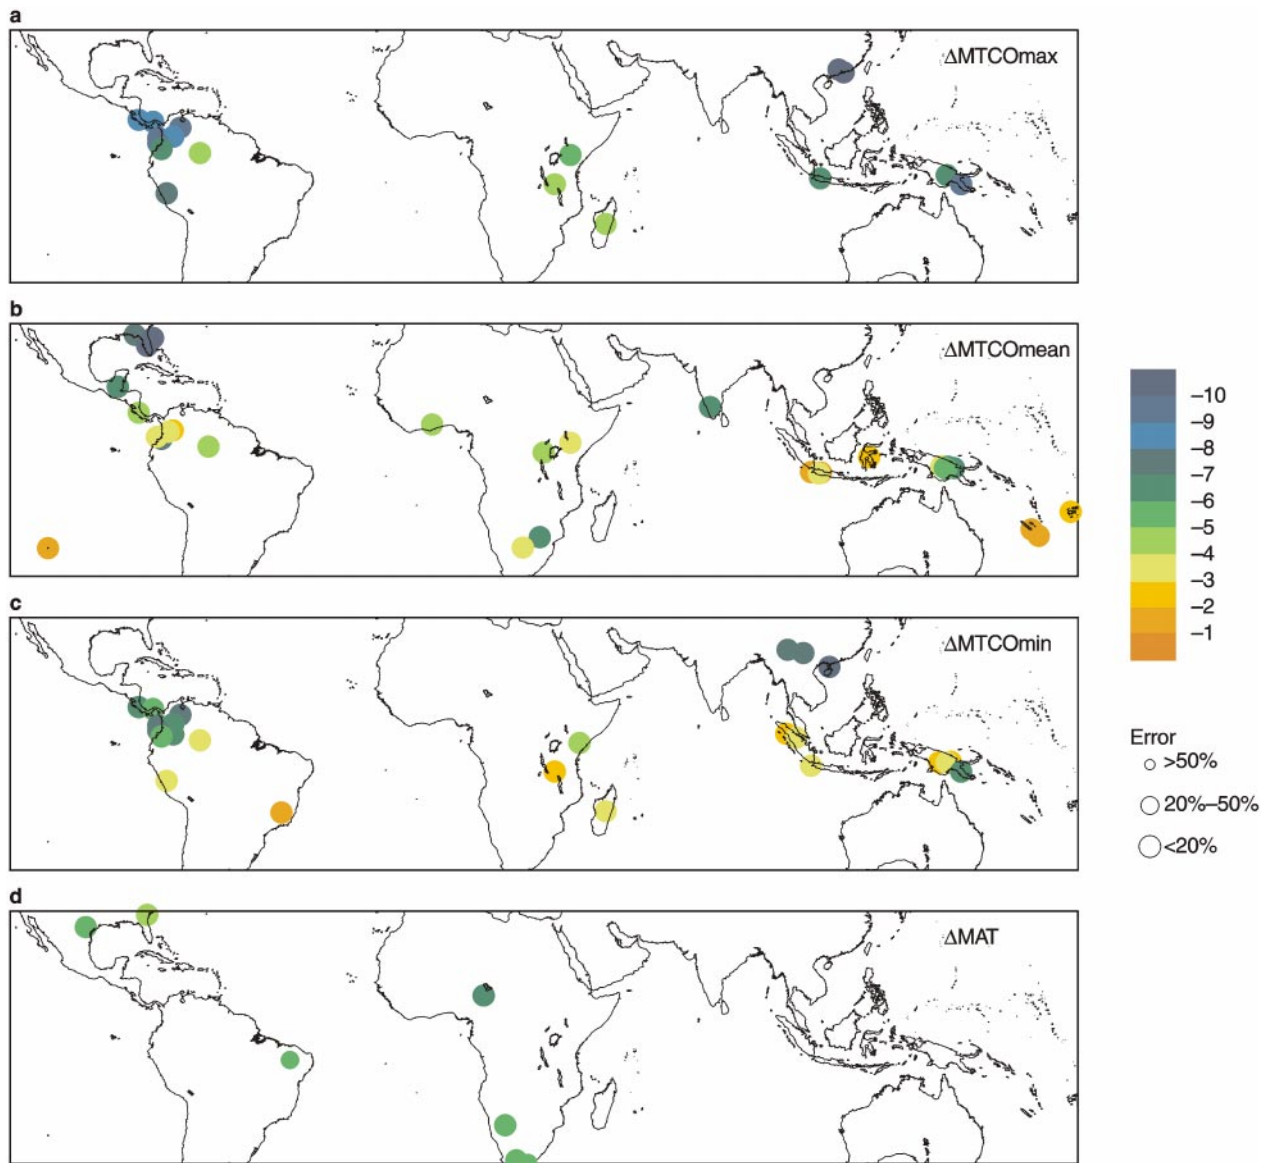 a
ΔMTCOmax
b
ΔMTCOmean
–10
–9
–8
–7
–6
–5
–4
–3
–2
–1
c
ΔMTCOmin
Error
>50%
20%–50%
<20%
d
ΔMAT